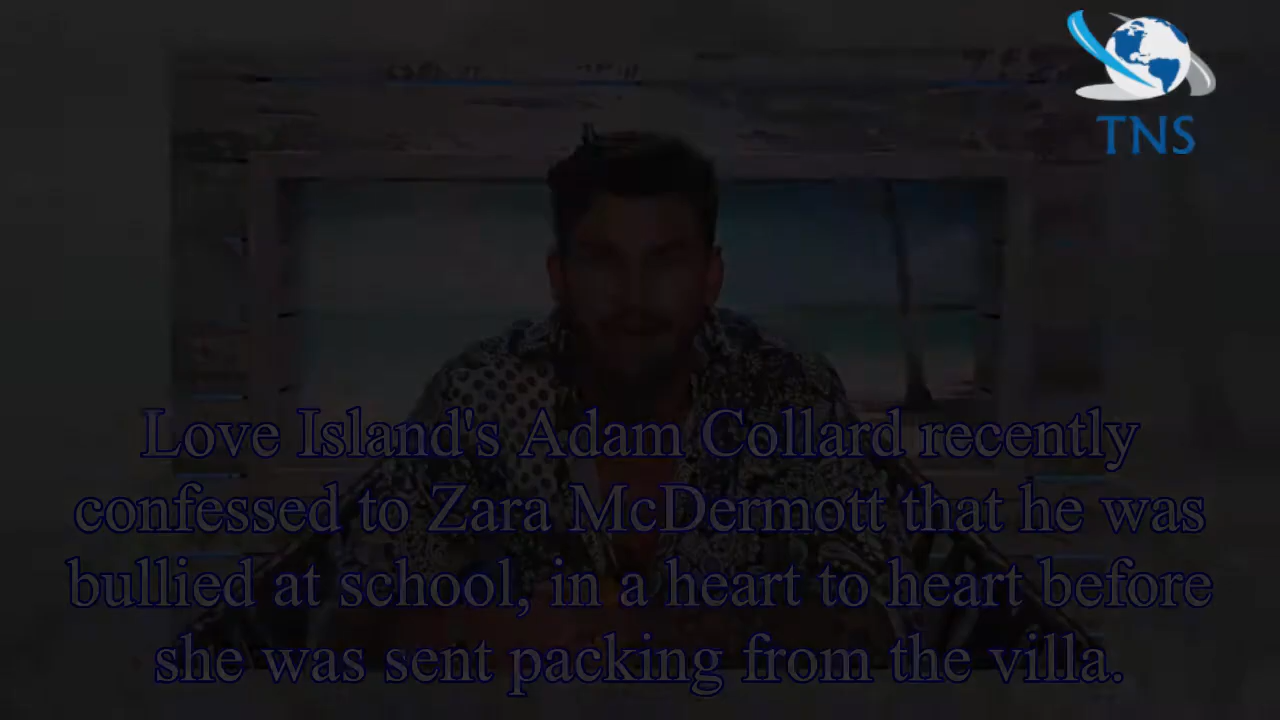 TNS
Love Island's Adam Collard recently
confessed to Zara McDermott that he was
bullied at school, in a heart to heart before
she was sent packing from the villa.